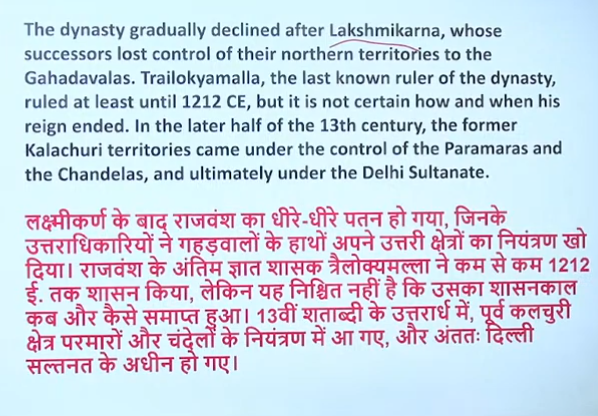 The dynasty gradually declined after Lakshmikarna, whose
successors lost control of their northern territories to the
Gahadavalas. Trailokyamalla, the last known ruler of the dynasty,
ruled at least until 1212 CE, but it is not certain how and when his
reign ended. In the later half of the 13th century, the former
Kalachuri territories came under the control of the Paramaras and
the Chandelas, and ultimately under the Delhi Sultanate.
लक्ष्मीकर्ण के बाद राजवंश का धीरे-धीरे पतन हो गया, जिनके
उत्तराधिकारियों ने गहड़वालों के हाथों अपने उत्तरी क्षेत्रों का नियंत्रण खो
दिया। राजवंश के अंतिम ज्ञात शासक त्रैलोक्यमल्ला ने कम से कम 1212
ई. तक शासन किया, लेकिन यह निश्चित नहीं है कि उसका शासनकाल
कब और कैसे समाप्त हुआ। 13वीं शताब्दी के उत्तरार्ध में, पूर्व कलचुरी
क्षेत्र परमारों और चंदेलों के नियंत्रण में आ गए, और अंततः दिल्ली
सल्तनत के अधीन हो गए।